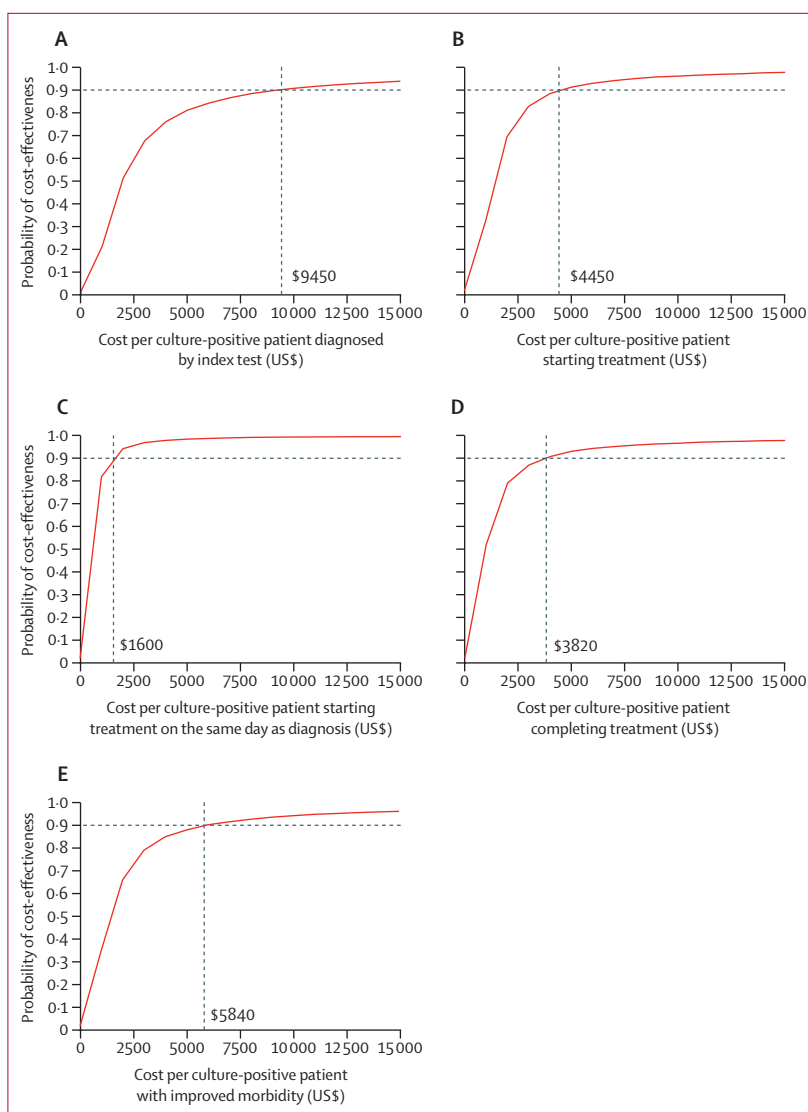 A
Probability of cost-effectiveness
1·0
0·9
0·8
0·7
0·6
0·5
0·4
0·3
0·2
0·1
0
$9450
0 2500 5000 7500 10 000 12 500 15 000
Cost per culture-positive patient diagnosed
by index test (US$)
B
1·0
0·9
0·8
0·7
0·6
0·5
0·4
0·3
0·2
0·1
0
$4450
0 2500 5000 7500 10 000 12 500 15 000
Cost per culture-positive patient
starting treatment (US$)
C
Probability of cost-effectiveness
1·0
0·9
0·8
0·7
0·6
0·5
0·4
0·3
0·2
0·1
0
$1600
0 2500 5000 7500 10 000 12 500 15 000
Cost per culture-positive patient starting
treatment on the same day as diagnosis (US$)
D
1·0
0·9
0·8
0·7
0·6
0·5
0·4
0·3
0·2
0·1
0
$3820
0 2500 5000 7500 10 000 12 500 15 000
Cost per culture-positive patient
completing treatment (US$)
E
Probability of cost-effectiveness
1·0
0·9
0·8
0·7
0·6
0·5
0·4
0·3
0·2
0·1
0
$5840
0 2500 5000 7500 10 000 12 500 15 000
Cost per culture-positive patient
with improved morbidity (US$)